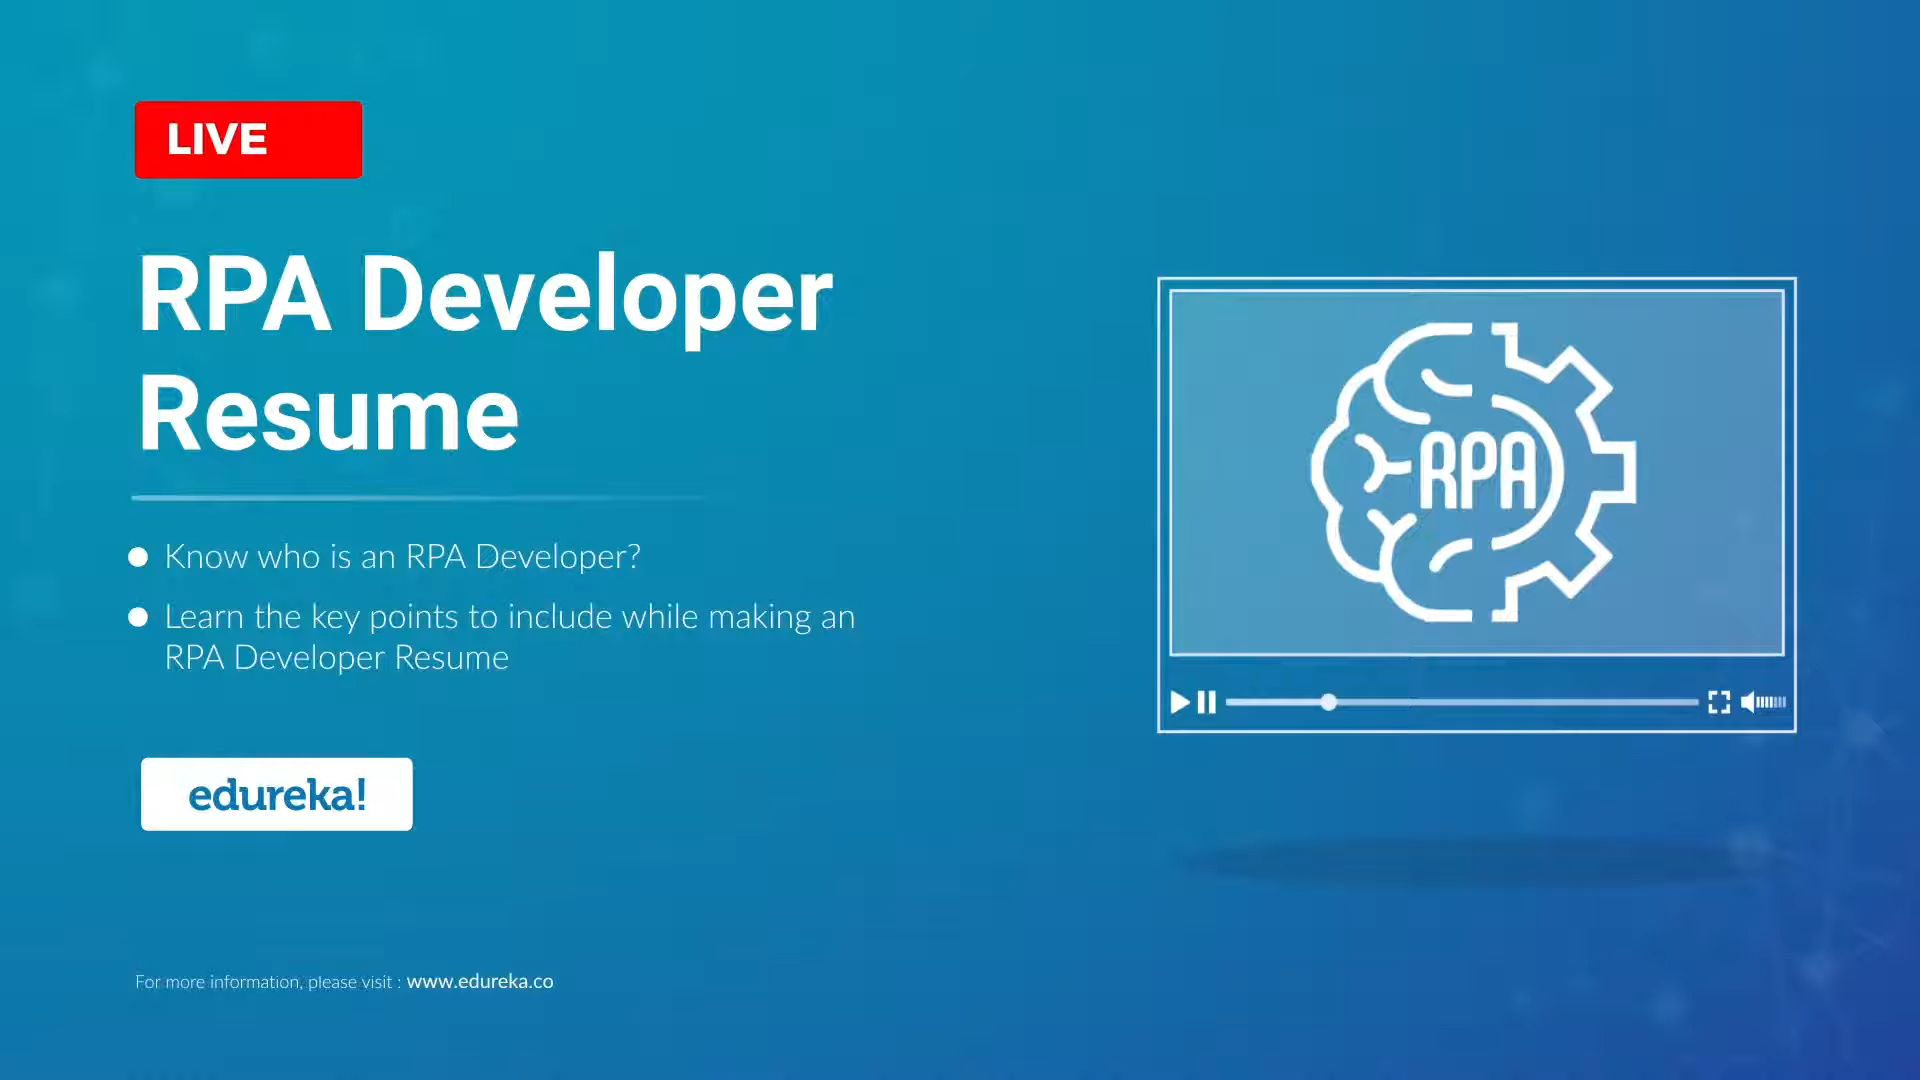 LIVE
RPA Developer
Resume
Know who is an RPA Developer?
Learn the key points to include while making an
RPA Developer Resume
edureka!
For more information, please visit : www.edureka.co
RPA